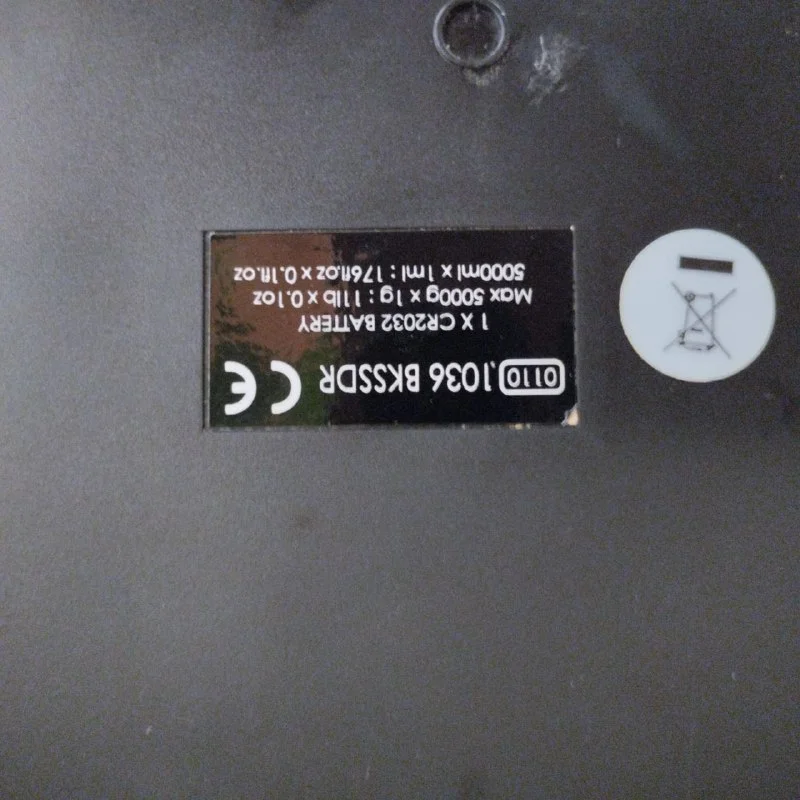 0110 .1036 BKSSDR CE
1 X CR2032 BATTERY
Max 5000g x 1g : 11lb x 0.1oz
5000ml x 1ml : 176fl.oz x 0.1fl.oz